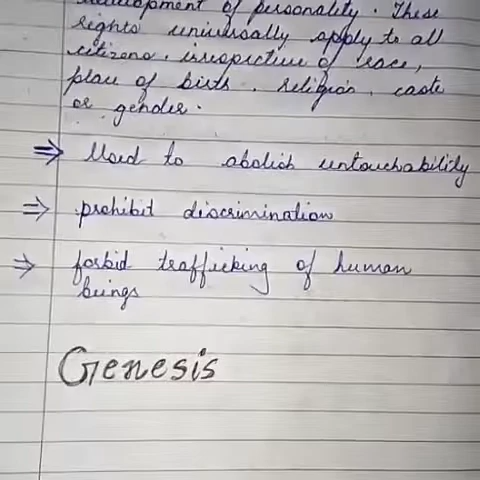 development of personality. These
rights universally apply to all
citizens, irrespective of race,
place of birth, religion, caste
or gender.
⇒ Used to abolish untouchability
⇒ prohibit discrimination
⇒ forbid trafficking of human
beings
Genesis